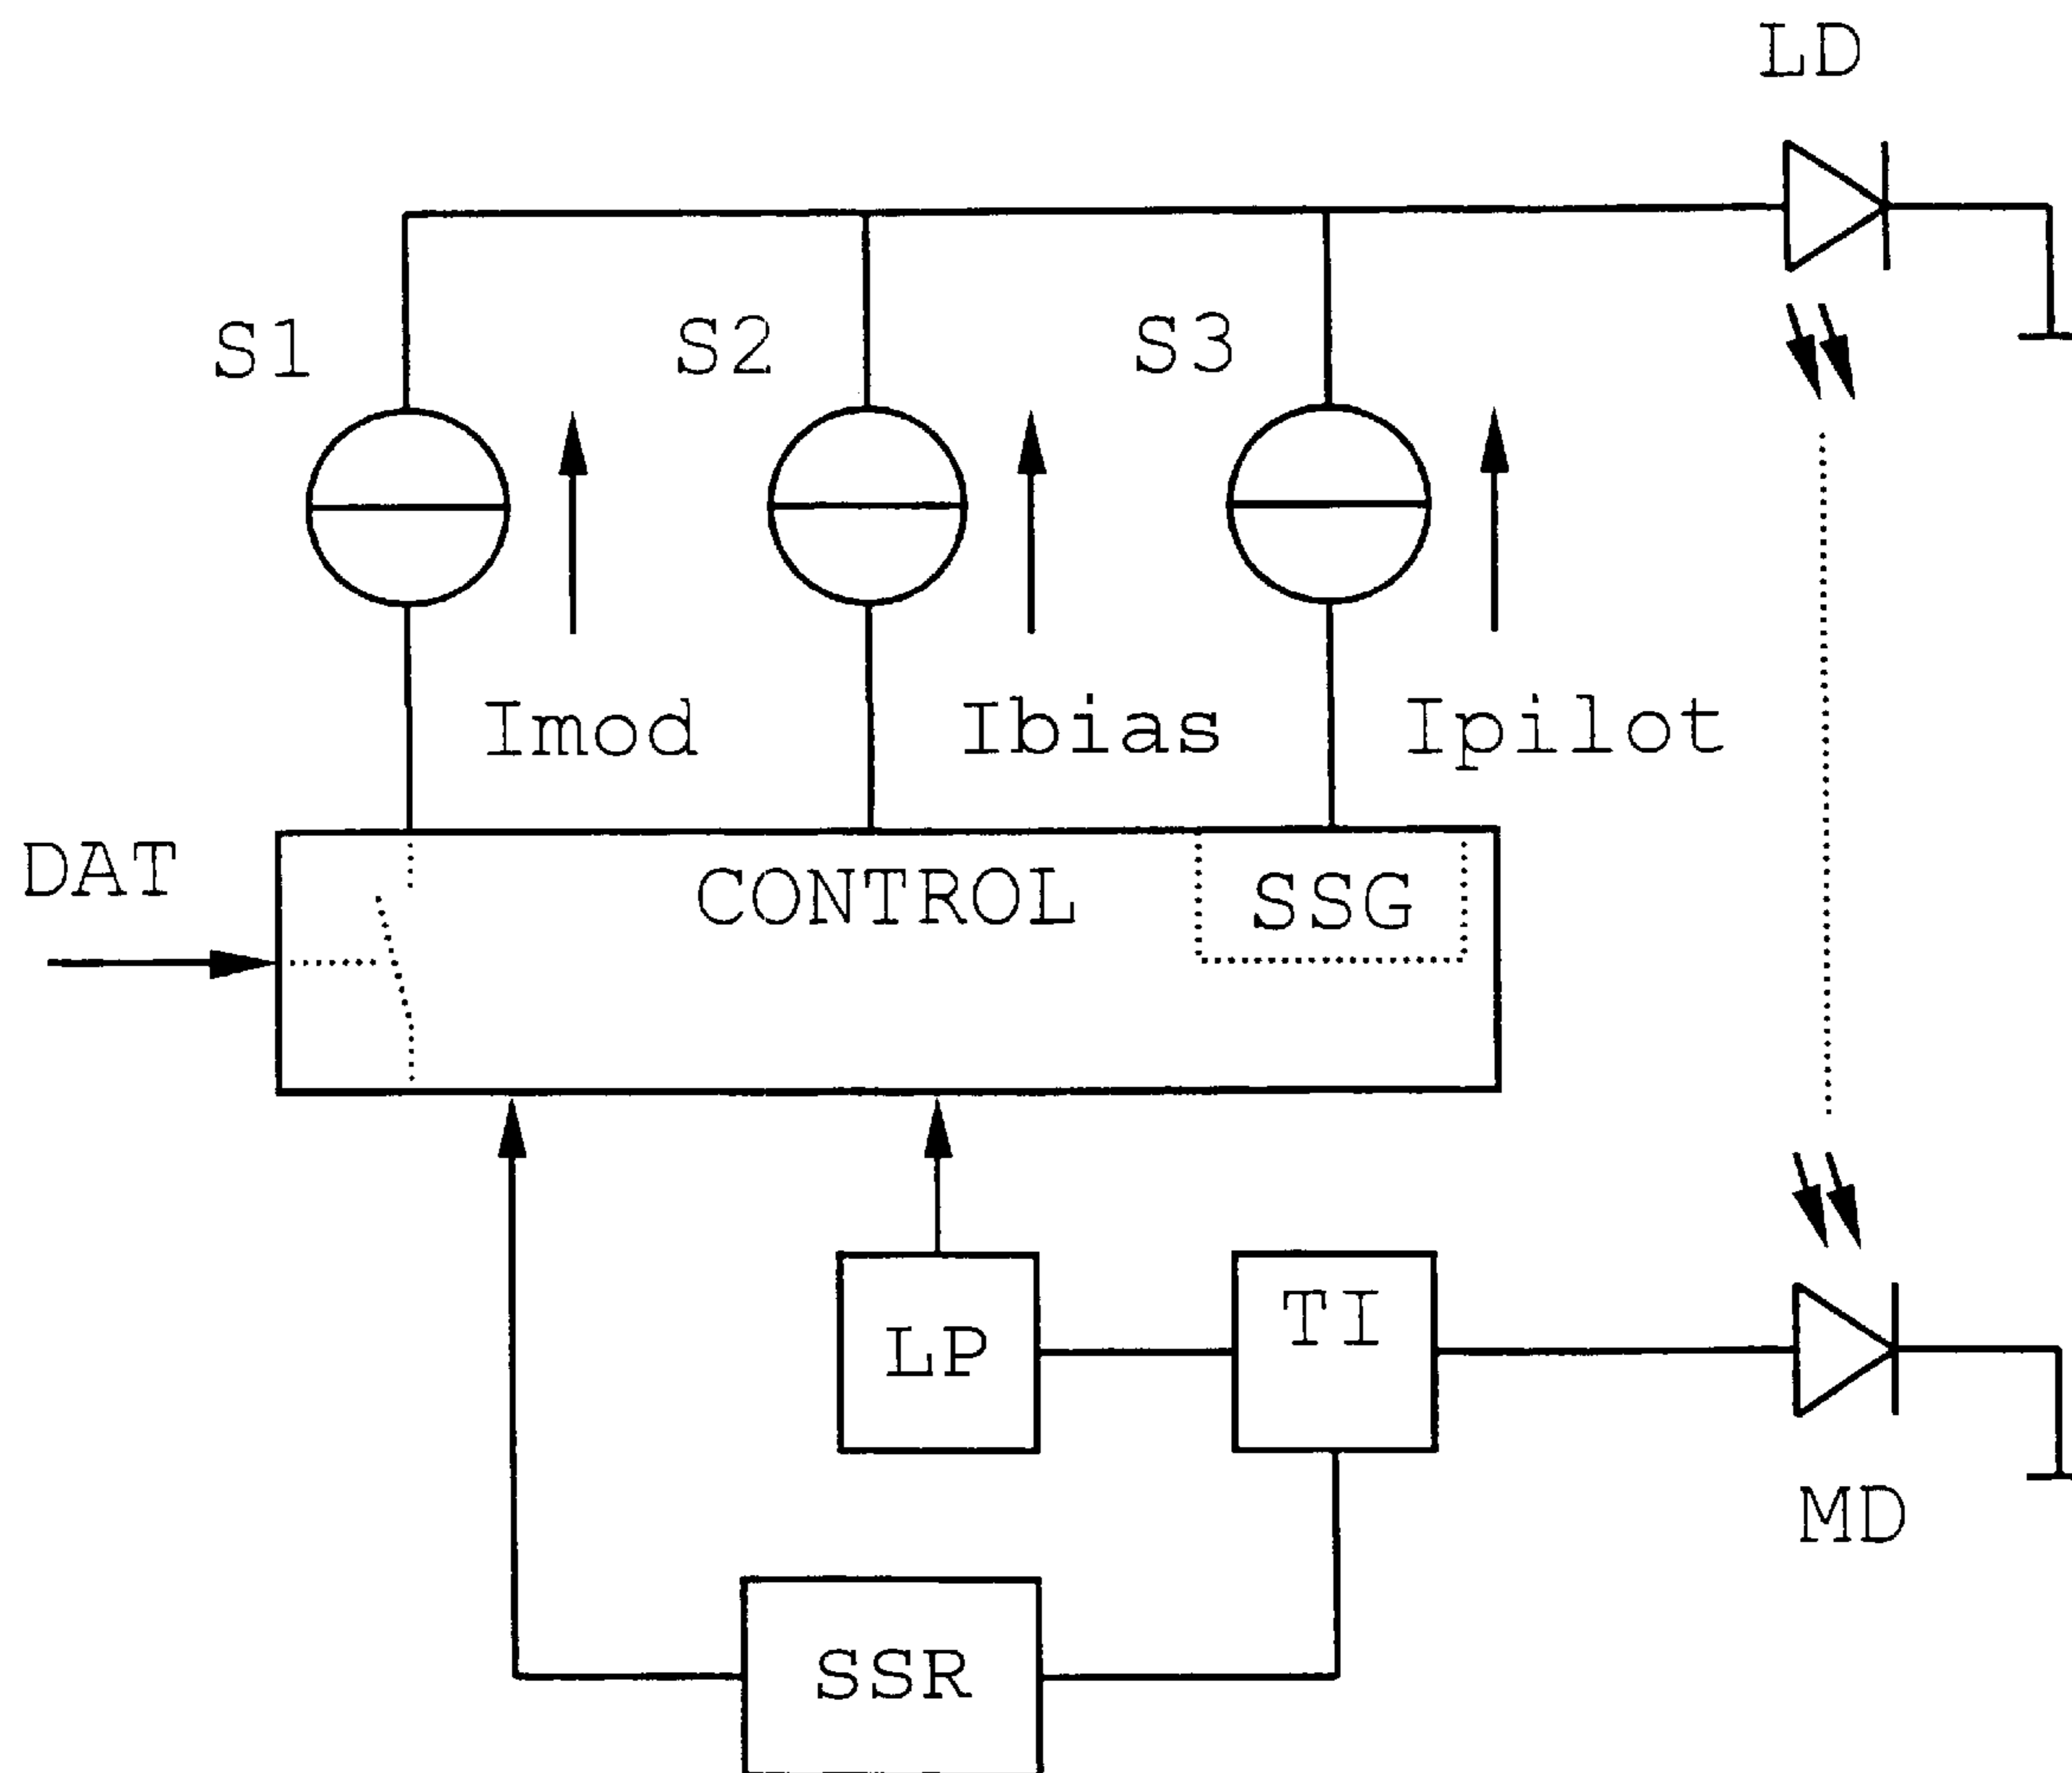 LD
S1
S2
S3
Imod
Ibias
Ipilot
DAT
CONTROL
SSG
LP
TI
MD
SSR